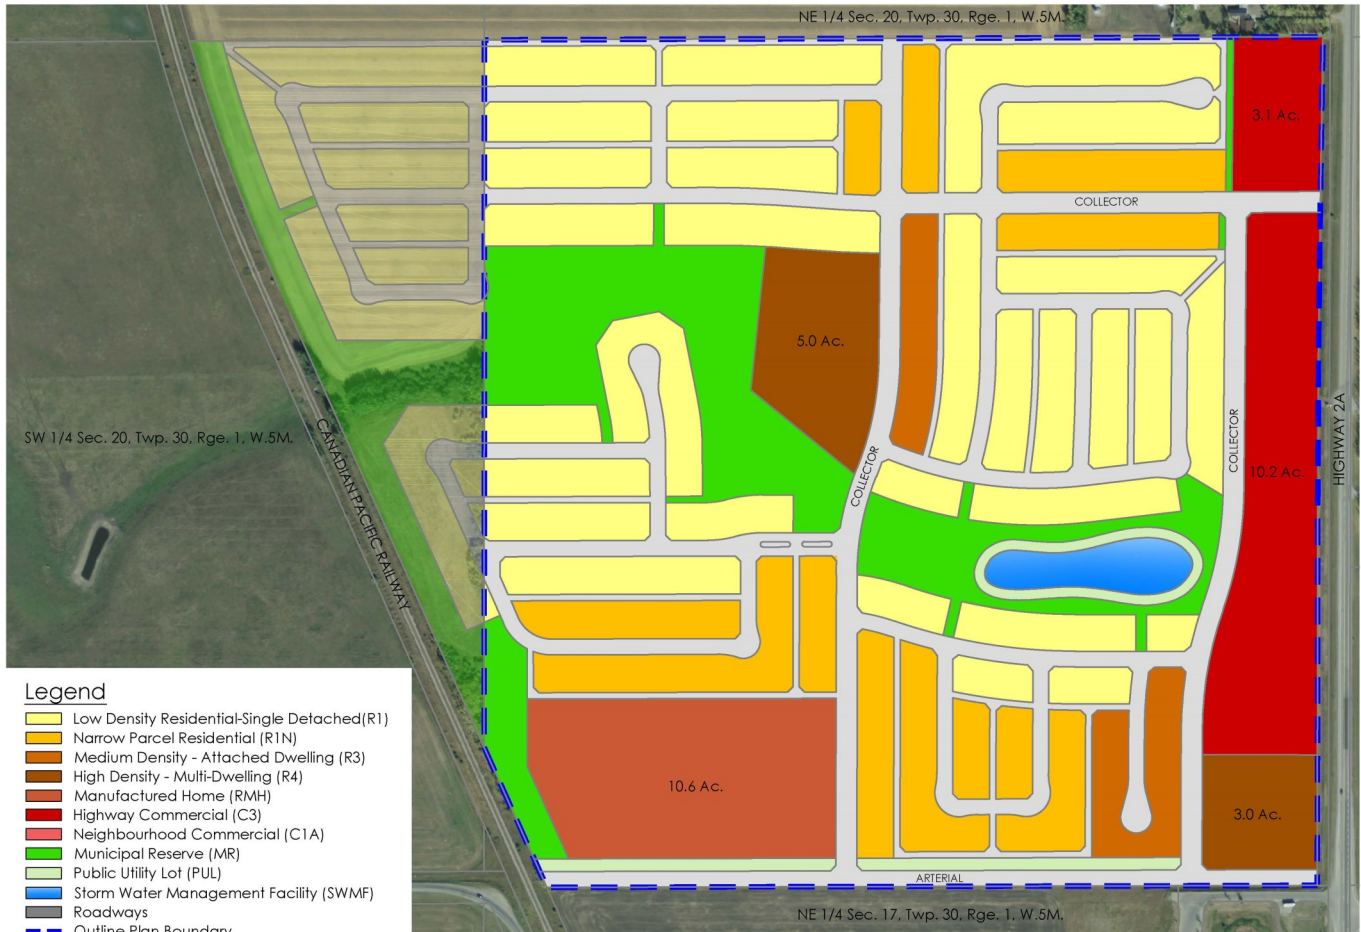 NE 1/4 Sec. 20, Twp. 30, Rge. 1, W.5M.
3.1 Ac.
COLLECTOR
5.0 Ac.
HIGHWAY 2A
SW 1/4 Sec. 20, Twp. 30, Rge. 1, W.5M.
CANADIAN PACIFIC RAILWAY
COLLECTOR
COLLECTOR
10.2 Ac.
10.6 Ac.
3.0 Ac.
ARTERIAL
NE 1/4 Sec. 17, Twp. 30, Rge. 1, W.5M.
Legend
Low Density Residential-Single Detached(R1)
Narrow Parcel Residential (R1N)
Medium Density - Attached Dwelling (R3)
High Density - Multi-Dwelling (R4)
Manufactured Home (RMH)
Highway Commercial (C3)
Neighbourhood Commercial (C1A)
Municipal Reserve (MR)
Public Utility Lot (PUL)
Storm Water Management Facility (SWMF)
Roadways
Outline Plan Boundary